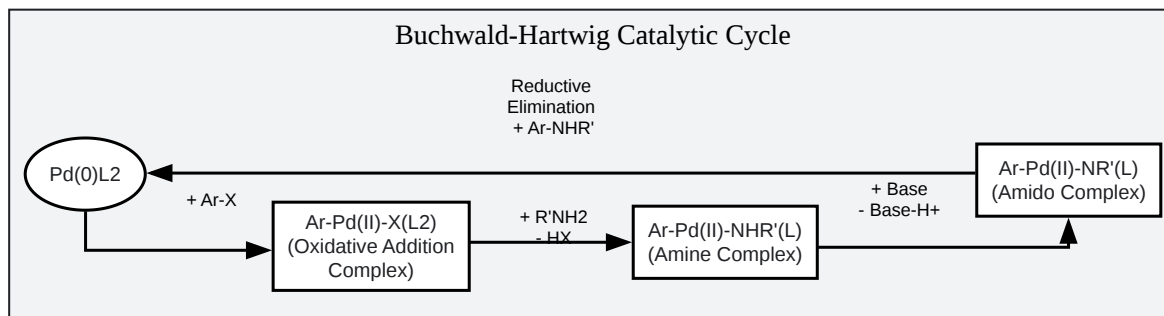 Buchwald-Hartwig Catalytic Cycle
Reductive
Elimination
+ Ar-NHR'
Pd(0)L2
+ Ar-X
Ar-Pd(II)-X(L2)
(Oxidative Addition
Complex)
+ R'NH2
- HX
Ar-Pd(II)-NHR'(L)
(Amine Complex)
+ Base
- Base-H+
Ar-Pd(II)-NR'(L)
(Amido Complex)